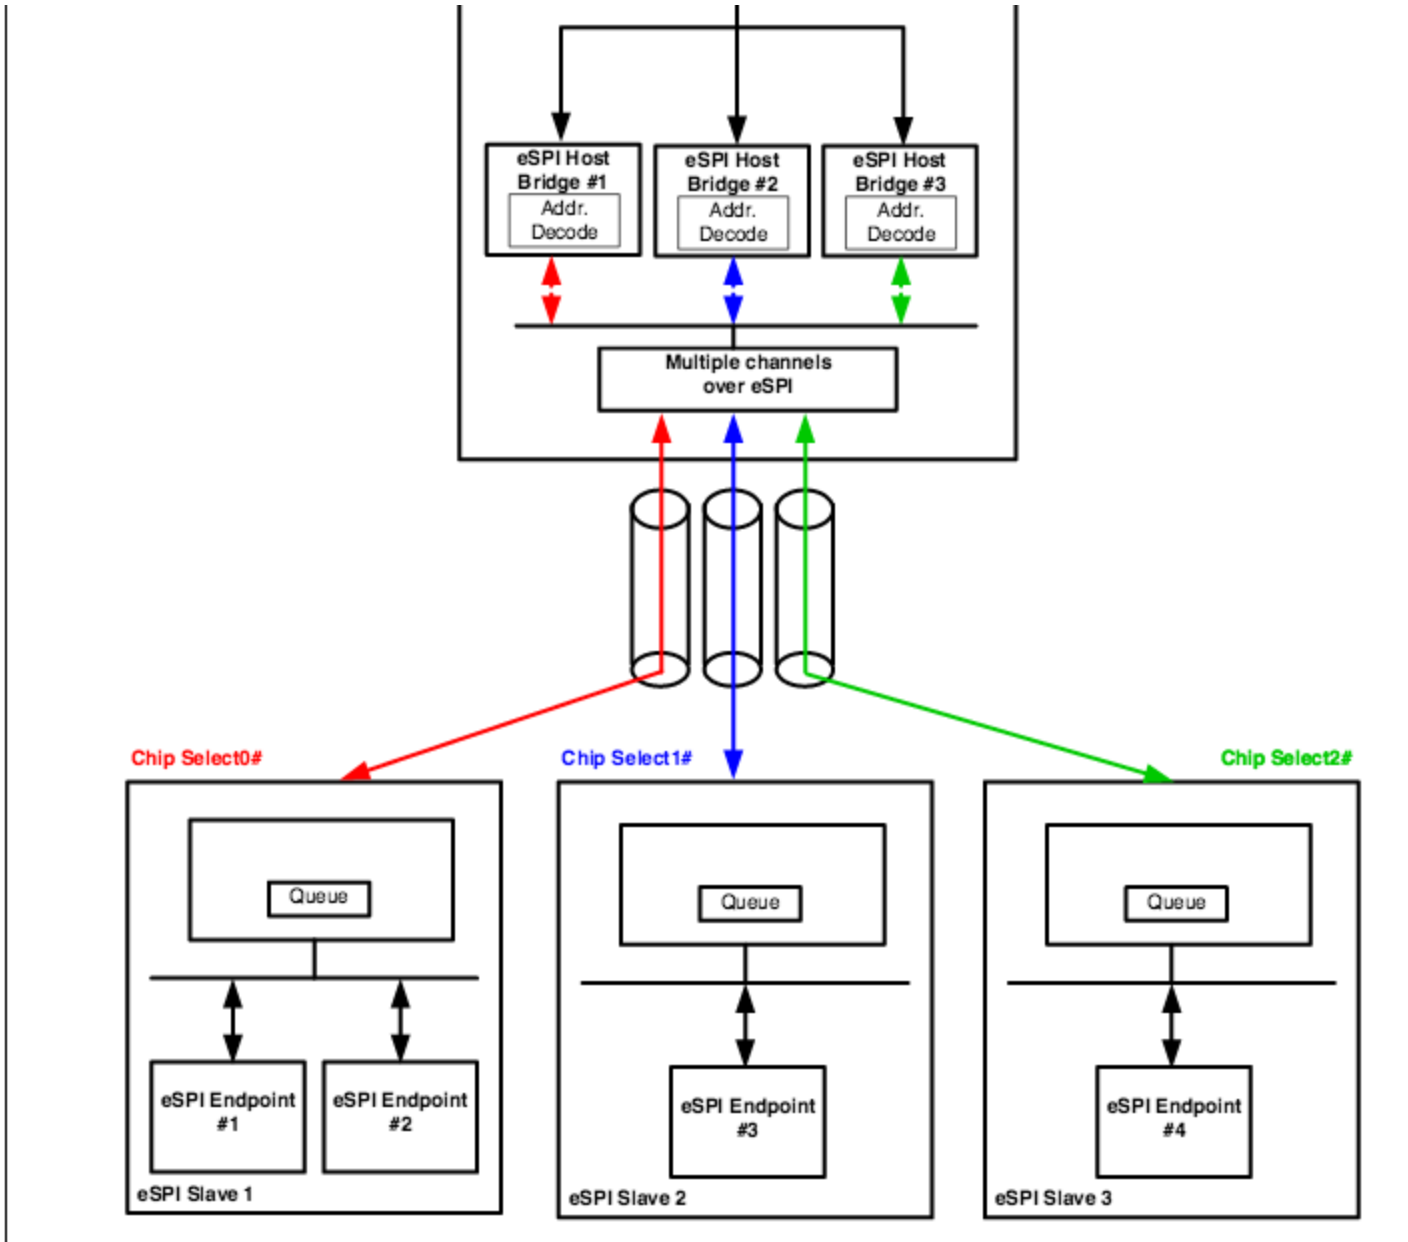 eSPI Host
Bridge #1
Addr.
Decode
eSPI Host
Bridge #2
Addr.
Decode
eSPI Host
Bridge #3
Addr.
Decode
Multiple channels
over eSPI
Chip Select0#
Chip Select1#
Chip Select2#
Queue
eSPI Endpoint
#1
eSPI Endpoint
#2
eSPI Slave 1
Queue
eSPI Endpoint
#3
eSPI Slave 2
Queue
eSPI Endpoint
#4
eSPI Slave 3